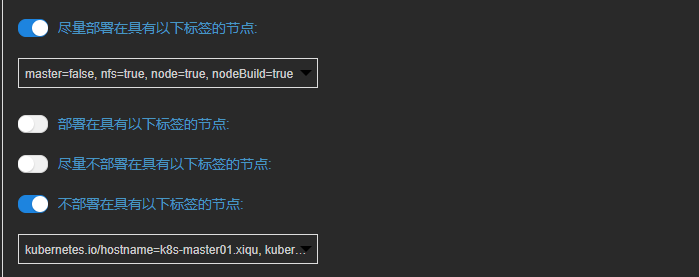 尽量部署在具有以下标签的节点:
master=false, nfs=true, node=true, nodeBuild=true
部署在具有以下标签的节点:
尽量不部署在具有以下标签的节点:
不部署在具有以下标签的节点:
kubernetes.io/hostname=k8s-master01.xiqu, kuber...